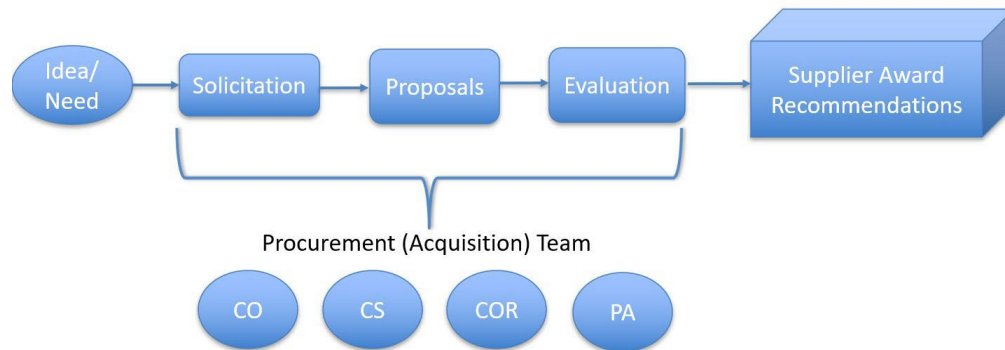 Idea/
Need
Solicitation
Proposals
Evaluation
Supplier Award
Recommendations
Procurement (Acquisition) Team
CO
CS
COR
PA